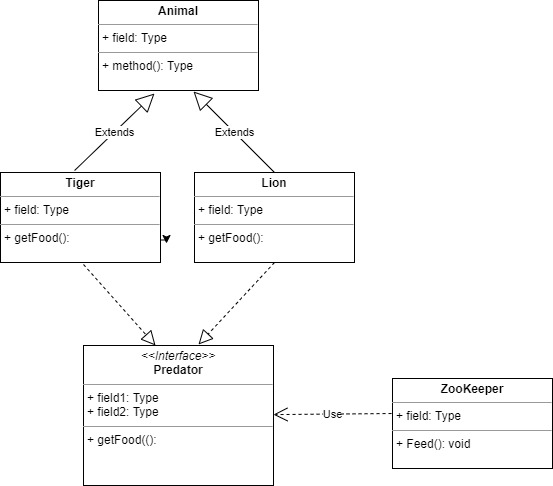 Animal
+ field: Type
+ method(): Type
Extends
Extends
Tiger
+ field: Type
+ getFood():
Lion
+ field: Type
+ getFood():
<<Interface>>
Predator
+ field1: Type
+ field2: Type
+ getFood(():
Use
ZooKeeper
+ field: Type
+ Feed(): void